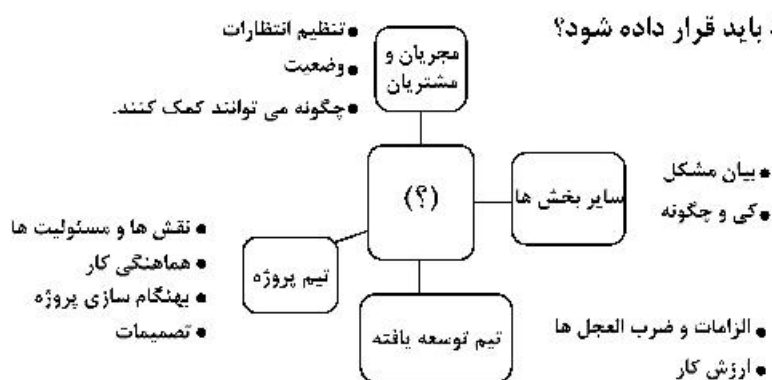 باید قرار داده شود؟
مجریان و
مشتریان
•تنظیم انتظارات
•وضعیت
•چگونه می توانند کمک کنند.
(؟)
سایر بخش ها
•بیان مشکل
•کی و چگونه
تیم پروژه
• نقش ها و مسئولیت ها
• هماهنگی کار
• بهنگام سازی پروژه
• تصمیمات
تیم توسعه یافته
• الزامات و ضرب العجل ها
• ارزش کار